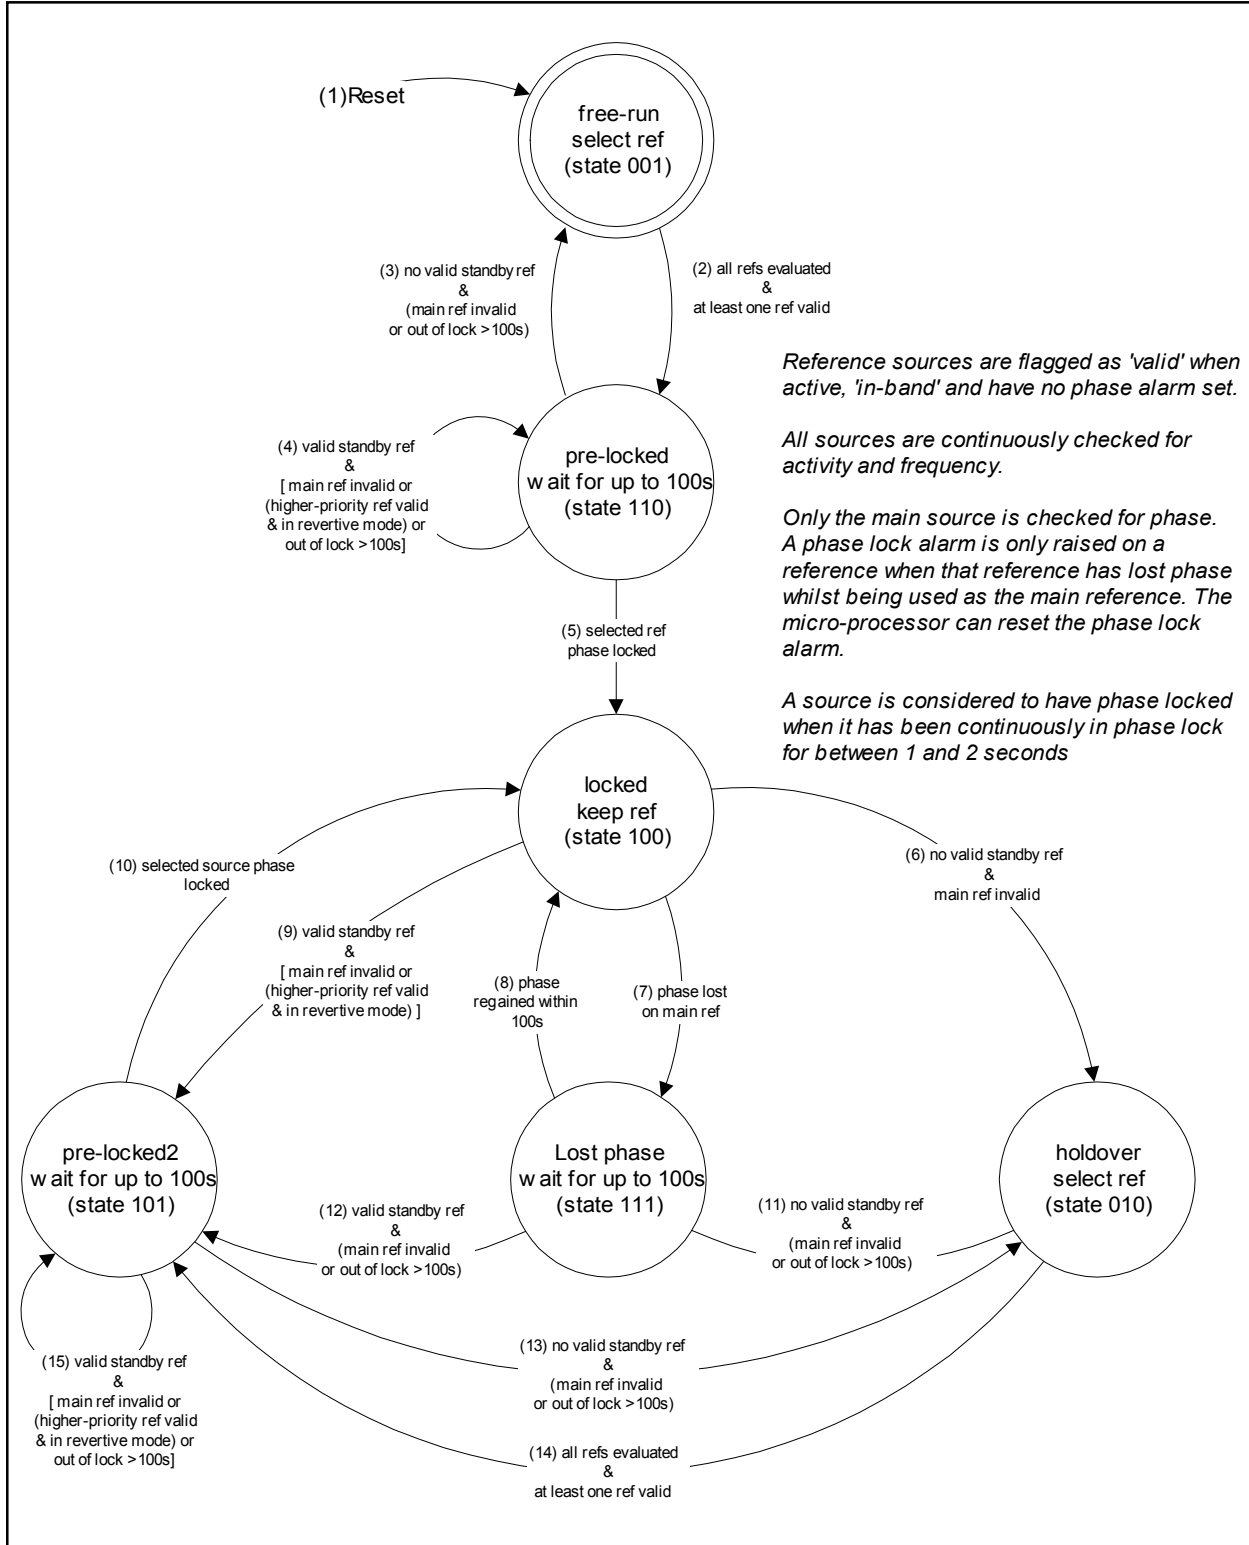 (1)Reset
free-run
select ref
(state 001)
(3) no valid standby ref
&
(main ref invalid
or out of lock >100s)
(2) all refs evaluated
&
at least one ref valid
Reference sources are flagged as 'valid' when
active, 'in-band' and have no phase alarm set.
All sources are continuously checked for
activity and frequency.
Only the main source is checked for phase.
A phase lock alarm is only raised on a
reference when that reference has lost phase
whilst being used as the main reference. The
micro-processor can reset the phase lock
alarm.
A source is considered to have phase locked
when it has been continuously in phase lock
for between 1 and 2 seconds
(4) valid standby ref
&
[ main ref invalid or
(higher-priority ref valid
& in revertive mode) or
out of lock >100s]
pre-locked
wait for up to 100s
(state 110)
(5) selected ref
phase locked
locked
keep ref
(state 100)
(10) selected source phase
locked
(6) no valid standby ref
&
main ref invalid
(9) valid standby ref
&
[ main ref invalid or
(higher-priority ref valid
& in revertive mode) ]
(8) phase
regained within
100s
(7) phase lost
on main ref
pre-locked2
wait for up to 100s
(state 101)
Lost phase
wait for up to 100s
(state 111)
holdover
select ref
(state 010)
(12) valid standby ref
&
(main ref invalid
or out of lock >100s)
(11) no valid standby ref
&
(main ref invalid
or out of lock >100s)
(13) no valid standby ref
&
(main ref invalid
or out of lock >100s)
(15) valid standby ref
&
[ main ref invalid or
(higher-priority ref valid
& in revertive mode) or
out of lock >100s]
(14) all refs evaluated
&
at least one ref valid